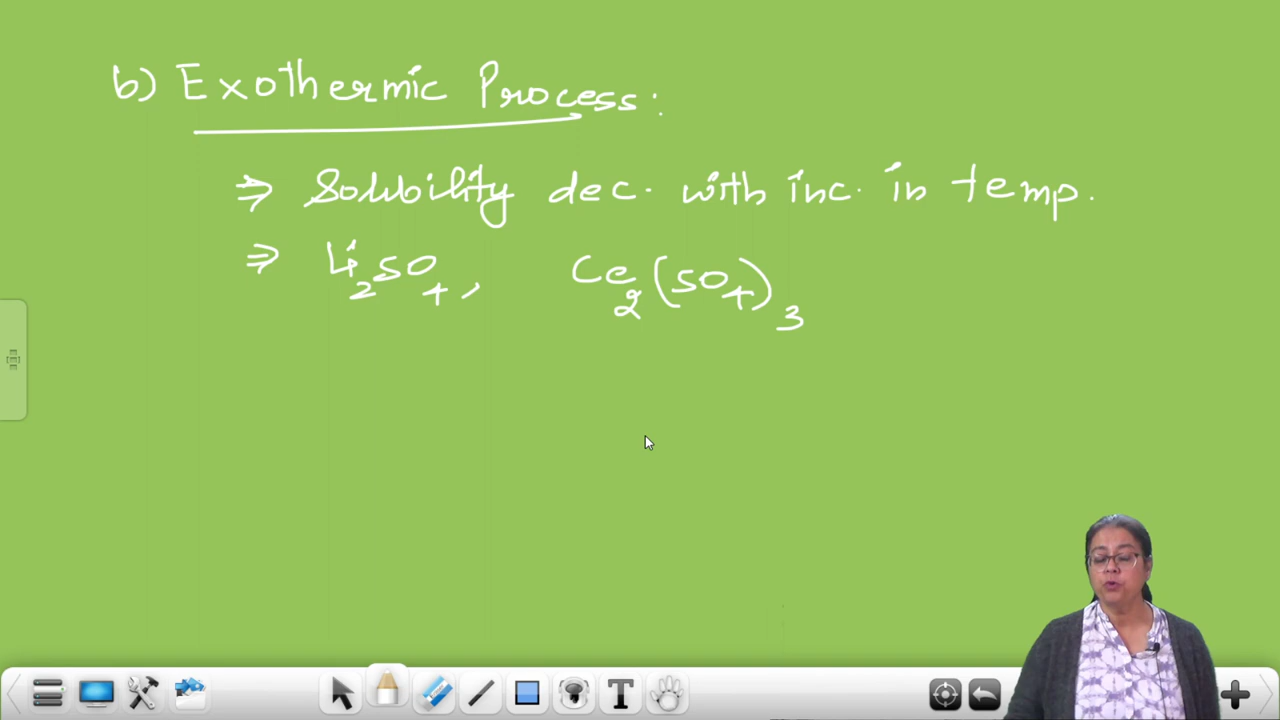 b) Exothermic Process:
⇒ Solubility dec. with inc. in temp.
⇒ Li₂SO₄, Ce₂(SO₄)₃